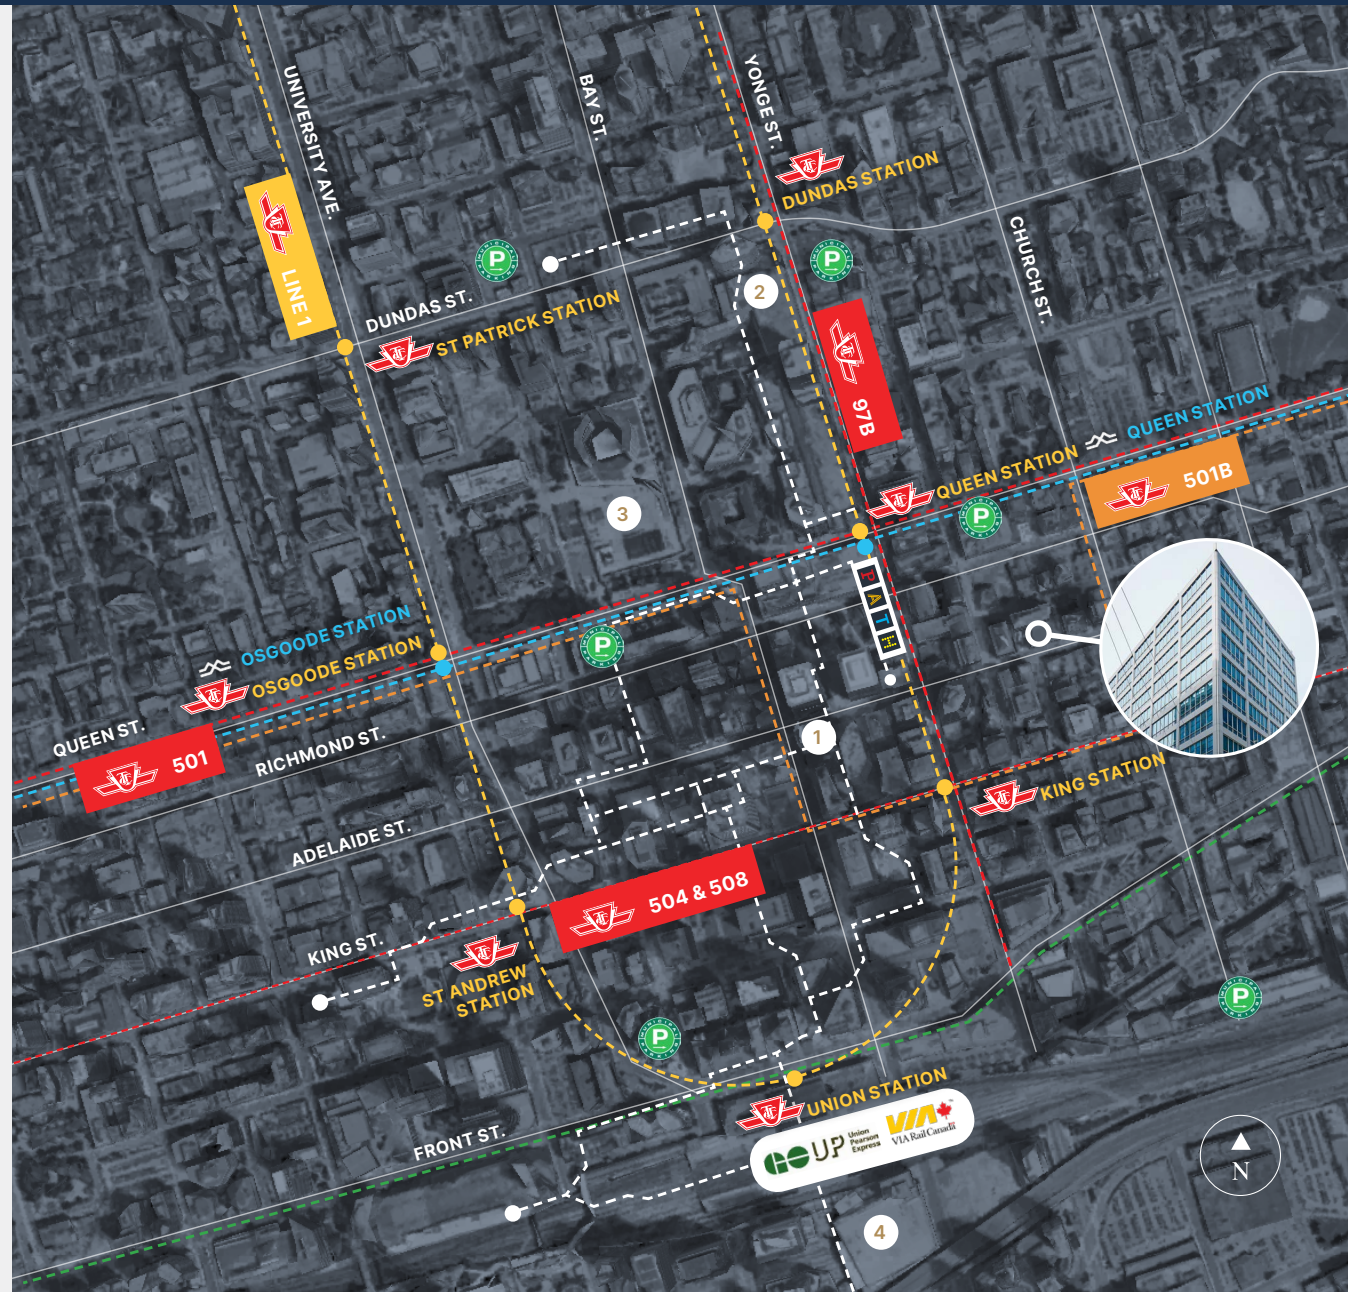 UNIVERSITY AVE.
BAY ST.
YONGE ST.
DUNDAS STATION
LINE 1
P
P
2
CHURCH ST.
DUNDAS ST.
ST PATRICK STATION
97B
QUEEN STATION
QUEEN STATION
501B
3
P
PATH
OSGOODE STATION
OSGOODE STATION
P
QUEEN ST.
501
RICHMOND ST.
1
KING STATION
ADELAIDE ST.
504 & 508
KING ST.
ST ANDREW
STATION
P
P
UNION STATION
GO UP Union
Pearson
Express
VIA
VIA Rail Canada
FRONT ST.
N
4